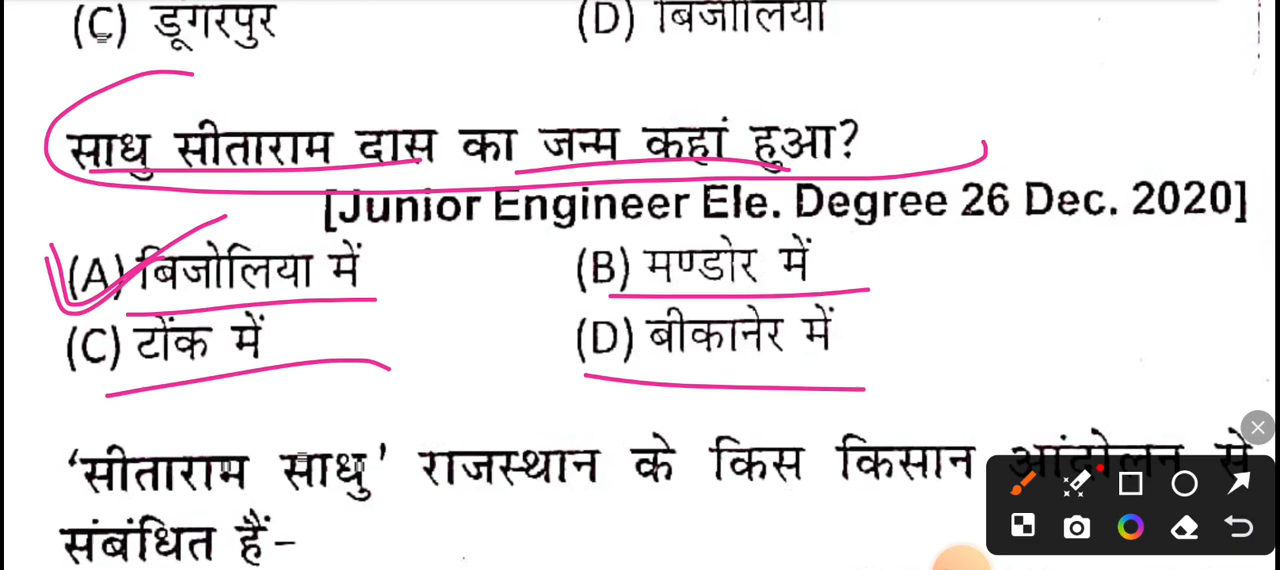 (C) डूंगरपुर (D) बिजोलिया
साधु सीताराम दास का जन्म कहां हुआ?
[Junior Engineer Ele. Degree 26 Dec. 2020]
(A) बिजोलिया में (B) मण्डोर में
(C) टोंक में (D) बीकानेर में
‘सीताराम साधु’ राजस्थान के किस किसान आंदोलन से
संबंधित हैं–